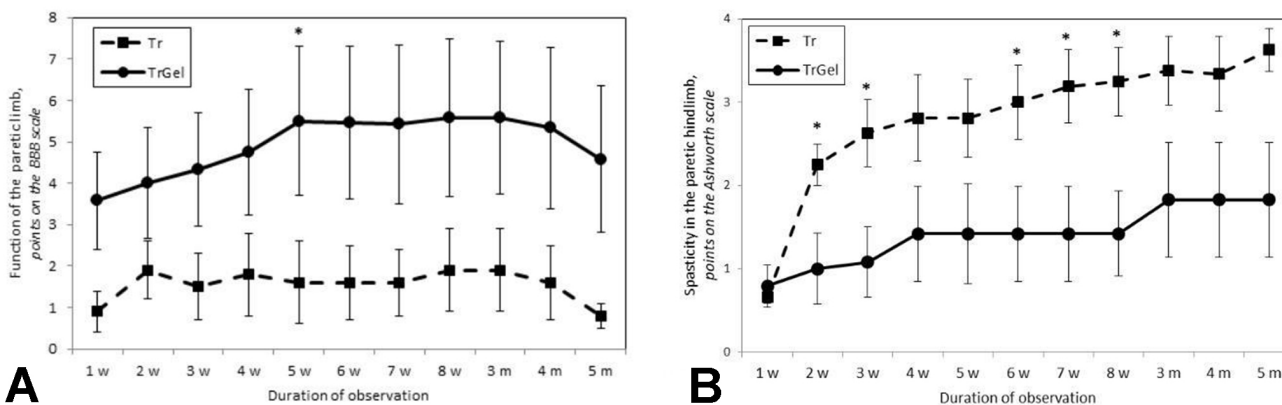 8
7
6
5
4
3
2
1
0
Function of the paretic limb,
points on the BBB scale
Tr
TrGel
*
1 w 2 w 3 w 4 w 5 w 6 w 7 w 8 w 3 m 4 m 5 m
Duration of observation
A
4
3
2
1
0
Spasticity in the paretic hindlimb,
points on the Ashworth scale
Tr
TrGel
* * * * *
1 w 2 w 3 w 4 w 5 w 6 w 7 w 8 w 3 m 4 m 5 m
Duration of observation
B